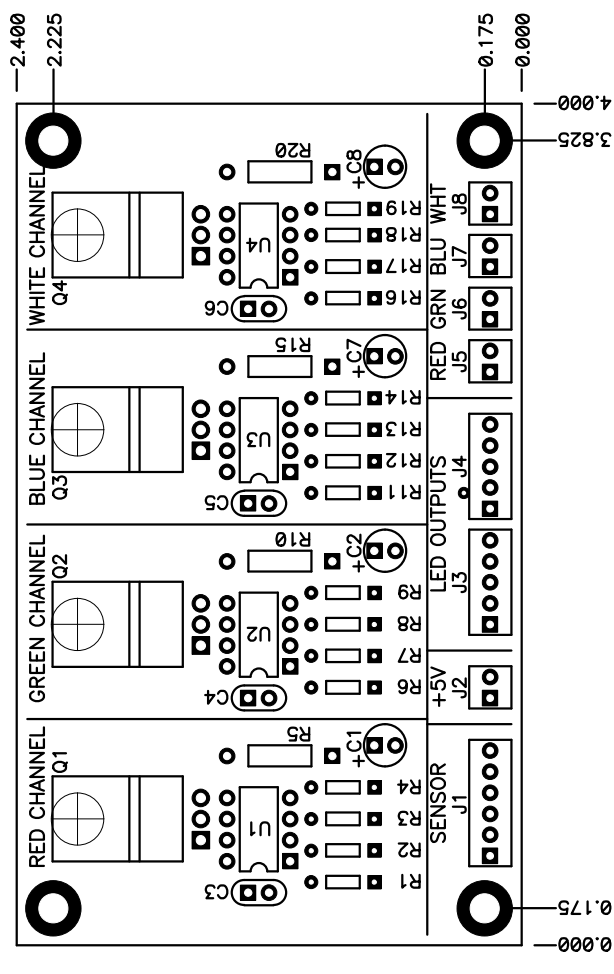 2.400
2.225
0.175
0.000
4.000
3.825
0.175
0.000
WHITE CHANNEL
Q4
U4
C6
R20
+C8
R19
R18
R17
R16
BLUE CHANNEL
Q3
U3
C5
R15
+C7
R14
R13
R12
R11
GREEN CHANNEL
Q2
U2
C4
R10
+C2
R9
R8
R7
R6
RED CHANNEL
Q1
U1
C3
R5
+C1
R4
R3
R2
R1
WHT
J8
BLU
J7
GRN
J6
RED
J5
LED OUTPUTS
J4
J3
+5V
J2
SENSOR
J1